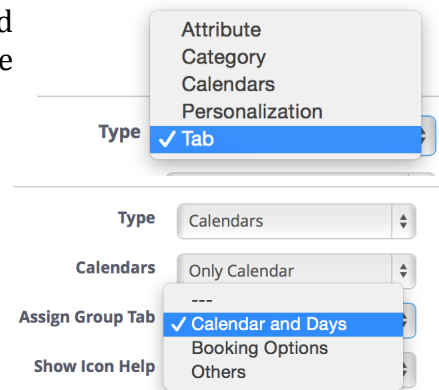 d
e
Attribute
Category
Calendars
Personalization
Type ✓ Tab
Type Calendars
Calendars Only Calendar
---
Assign Group Tab ✓ Calendar and Days
Booking Options
Show Icon Help Others